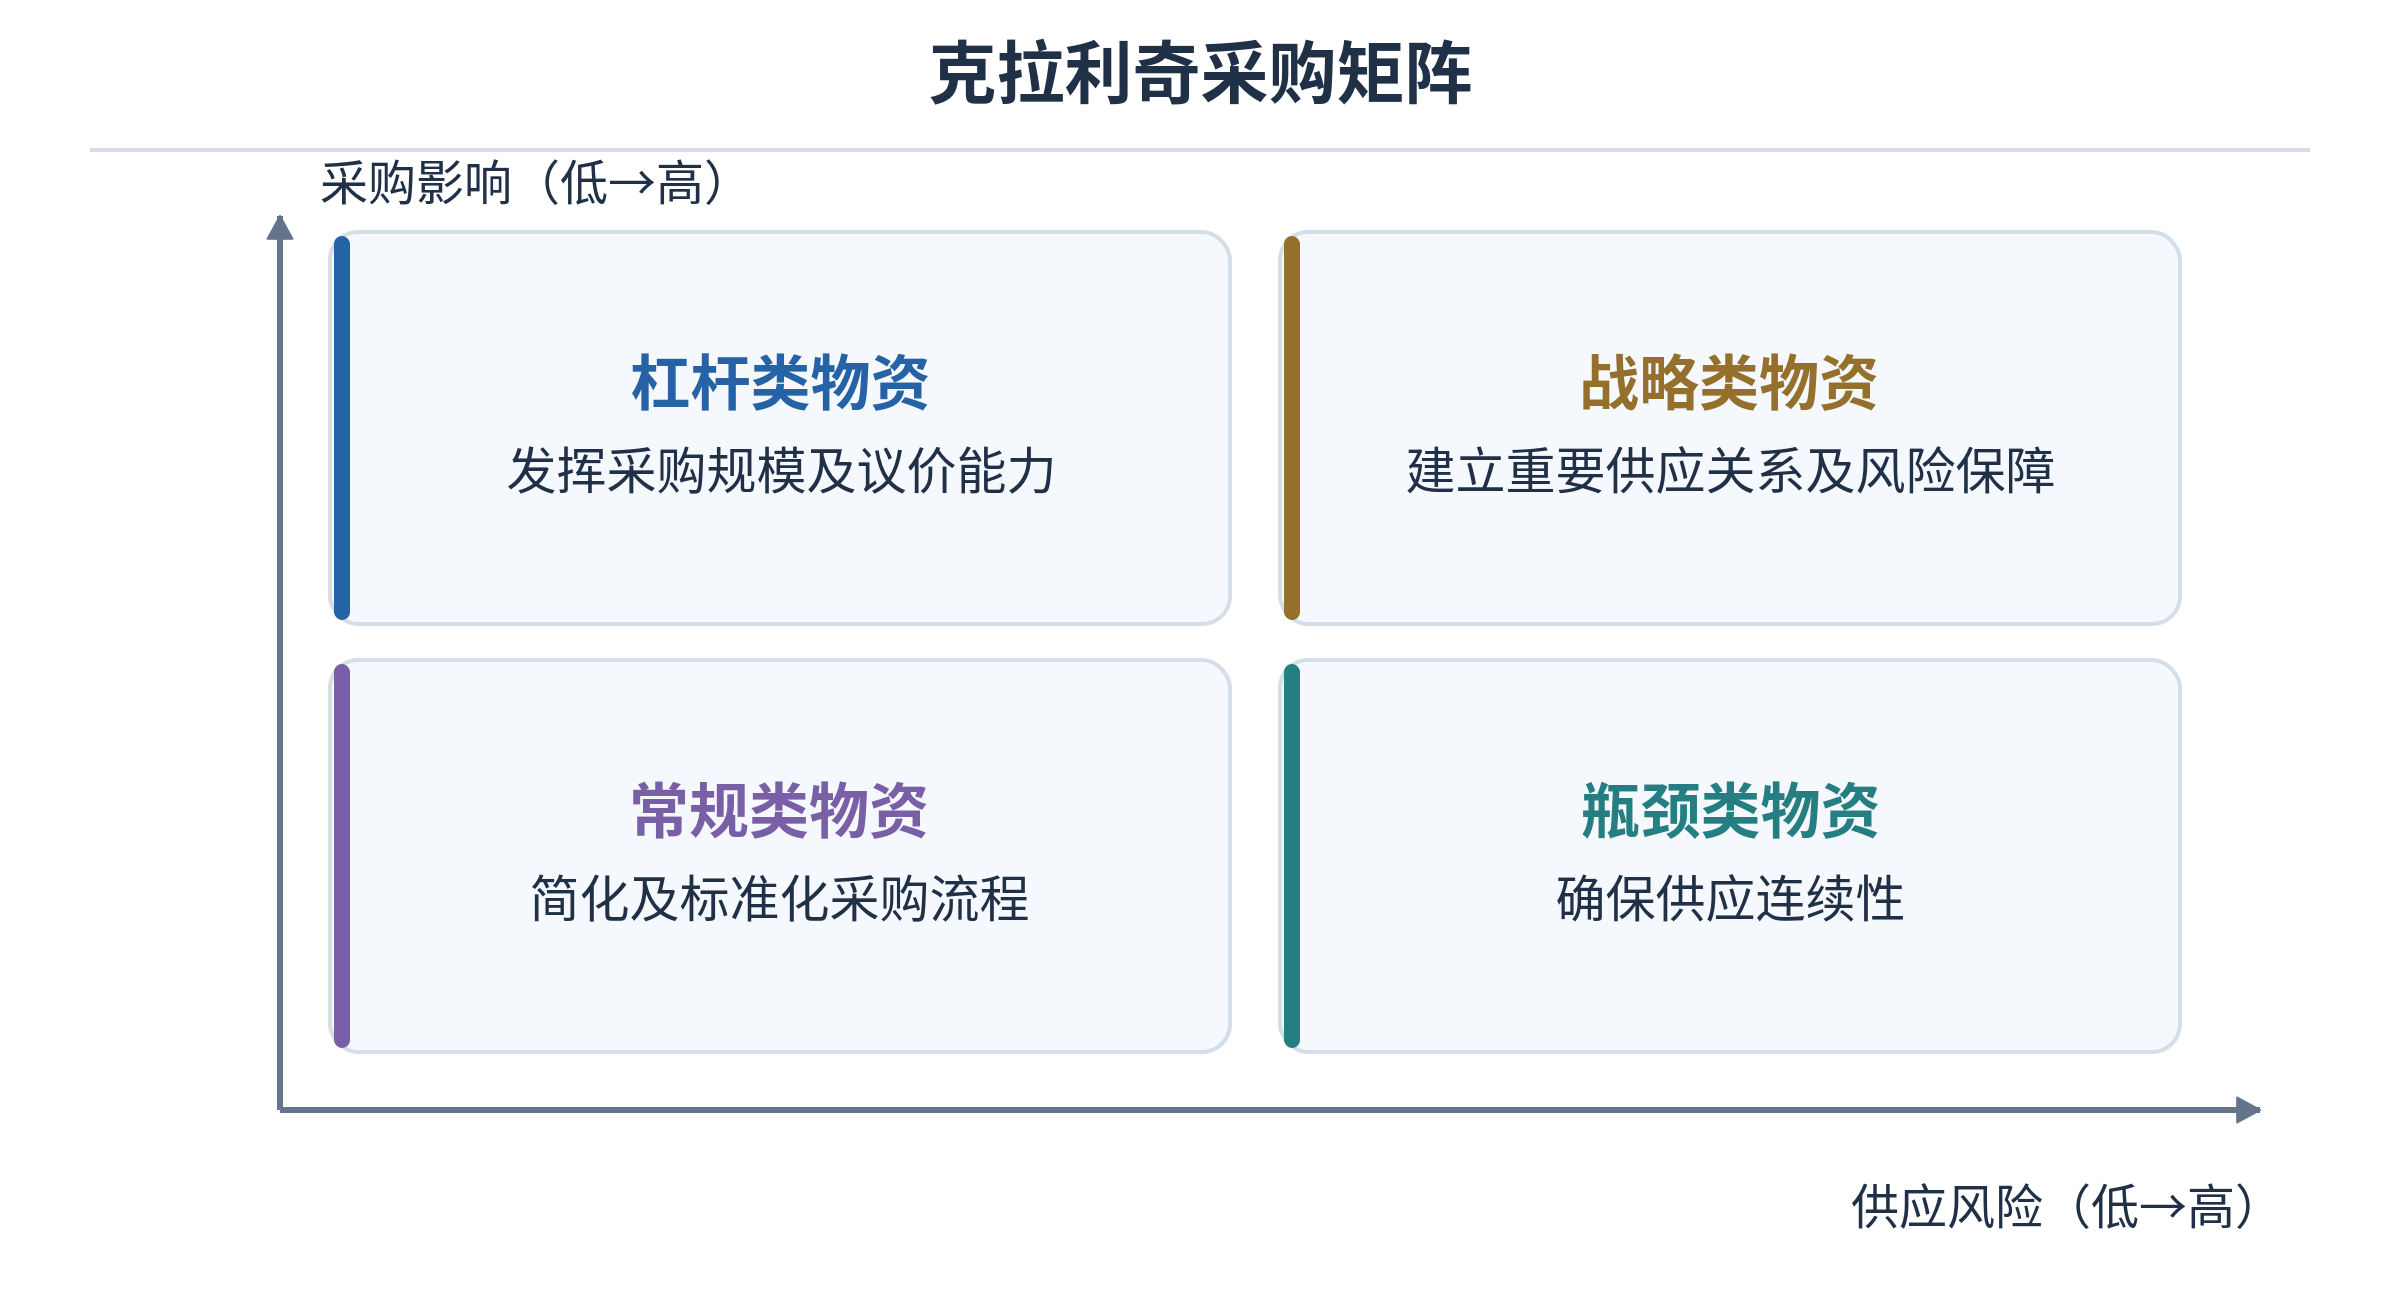 克拉利奇采购矩阵
采购影响（低→高）
杠杆类物资
发挥采购规模及议价能力
战略类物资
建立重要供应关系及风险保障
常规类物资
简化及标准化采购流程
瓶颈类物资
确保供应连续性
供应风险（低→高）